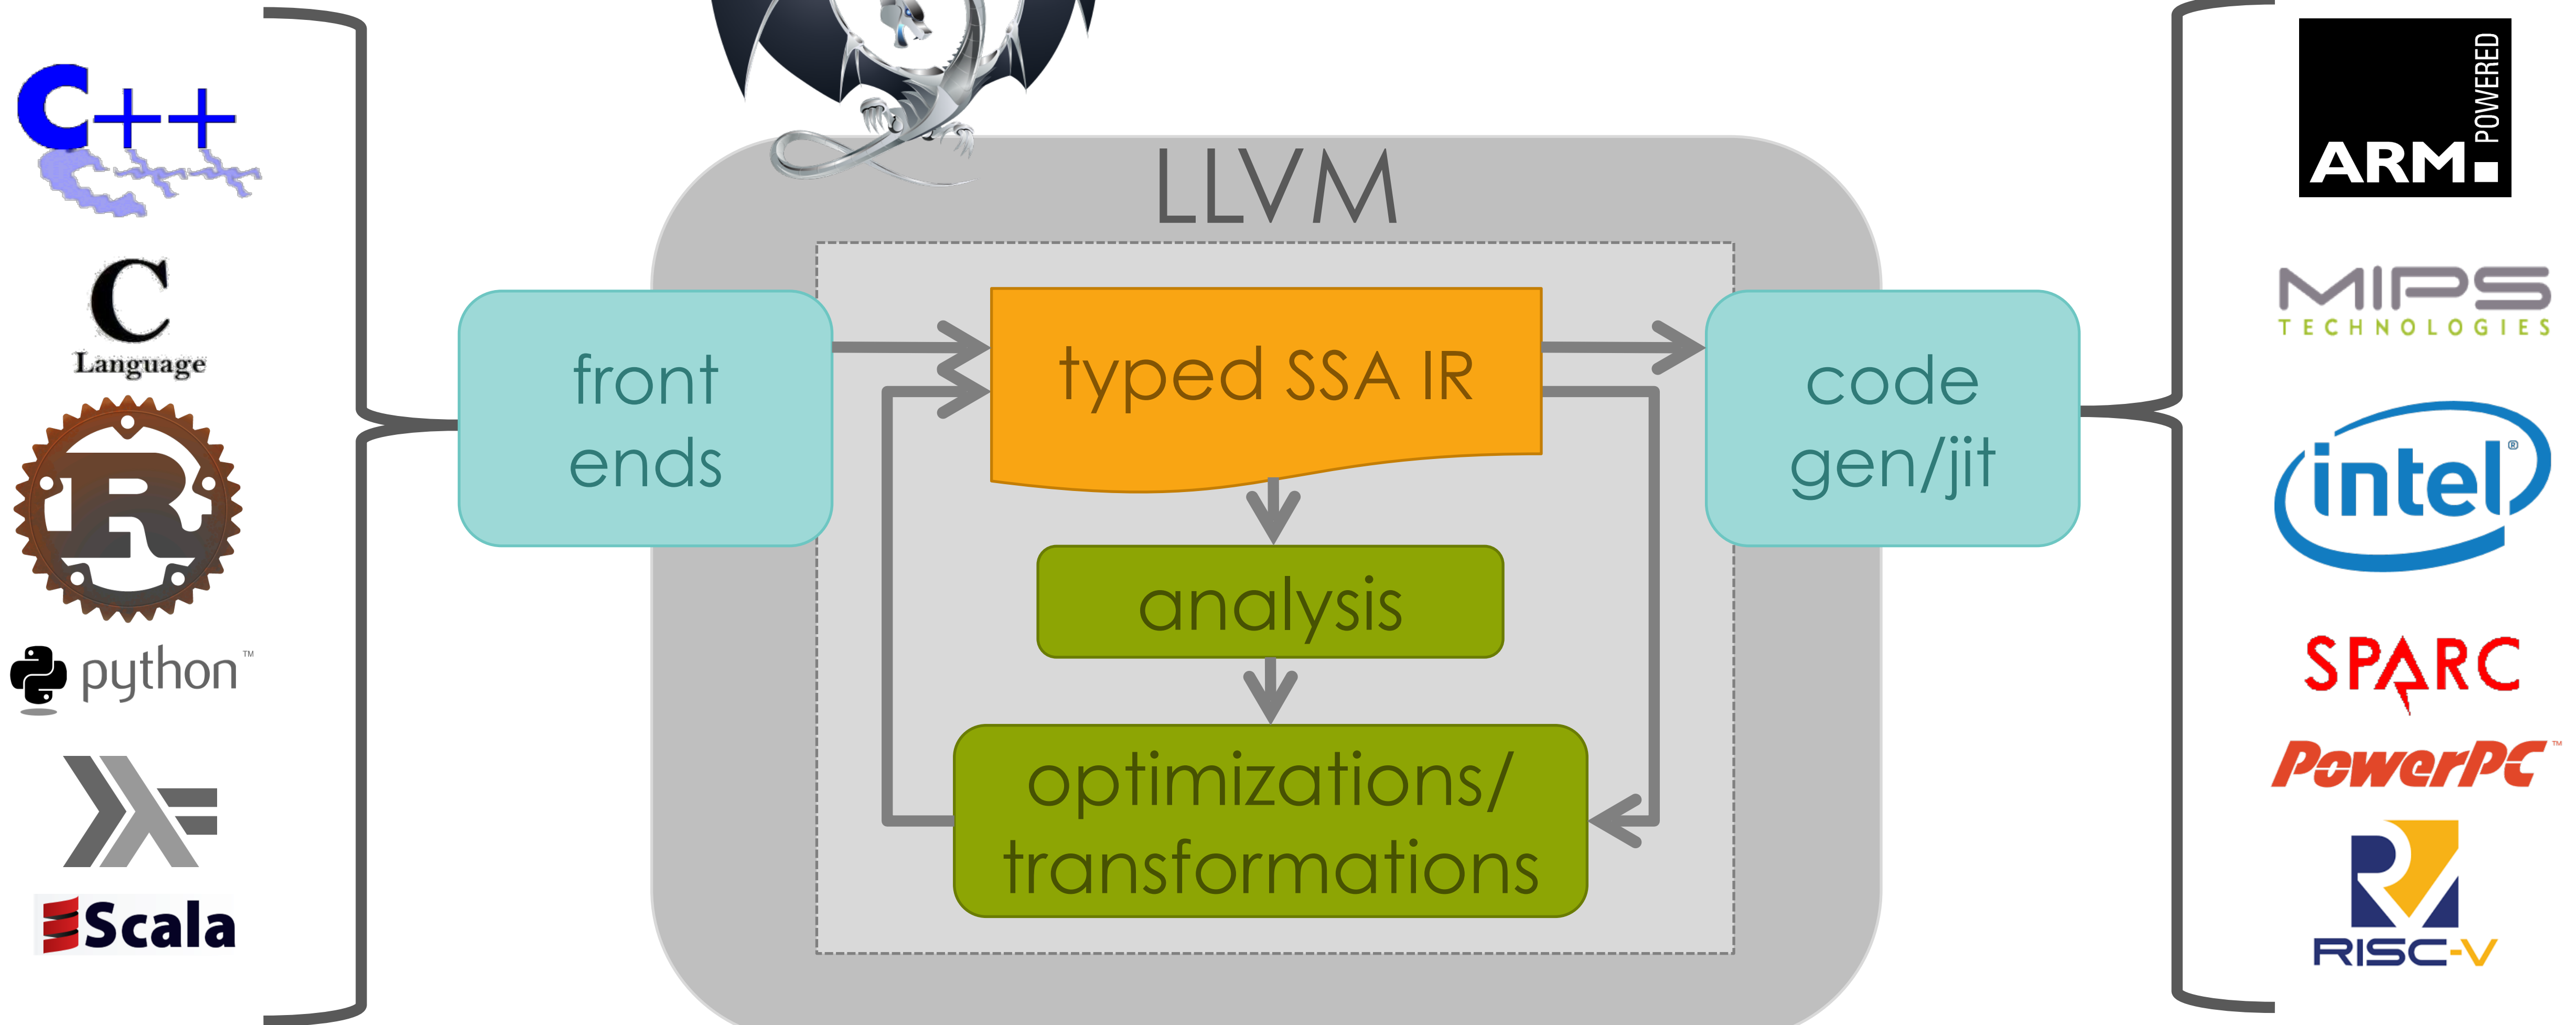 C++
C
Language
R
python™
Scala
LLVM
front
ends
typed SSA IR
analysis
optimizations/
transformations
code
gen/jit
ARM POWERED
MIPS
TECHNOLOGIES
intel®
SPARC
PowerPC™
RISC-V